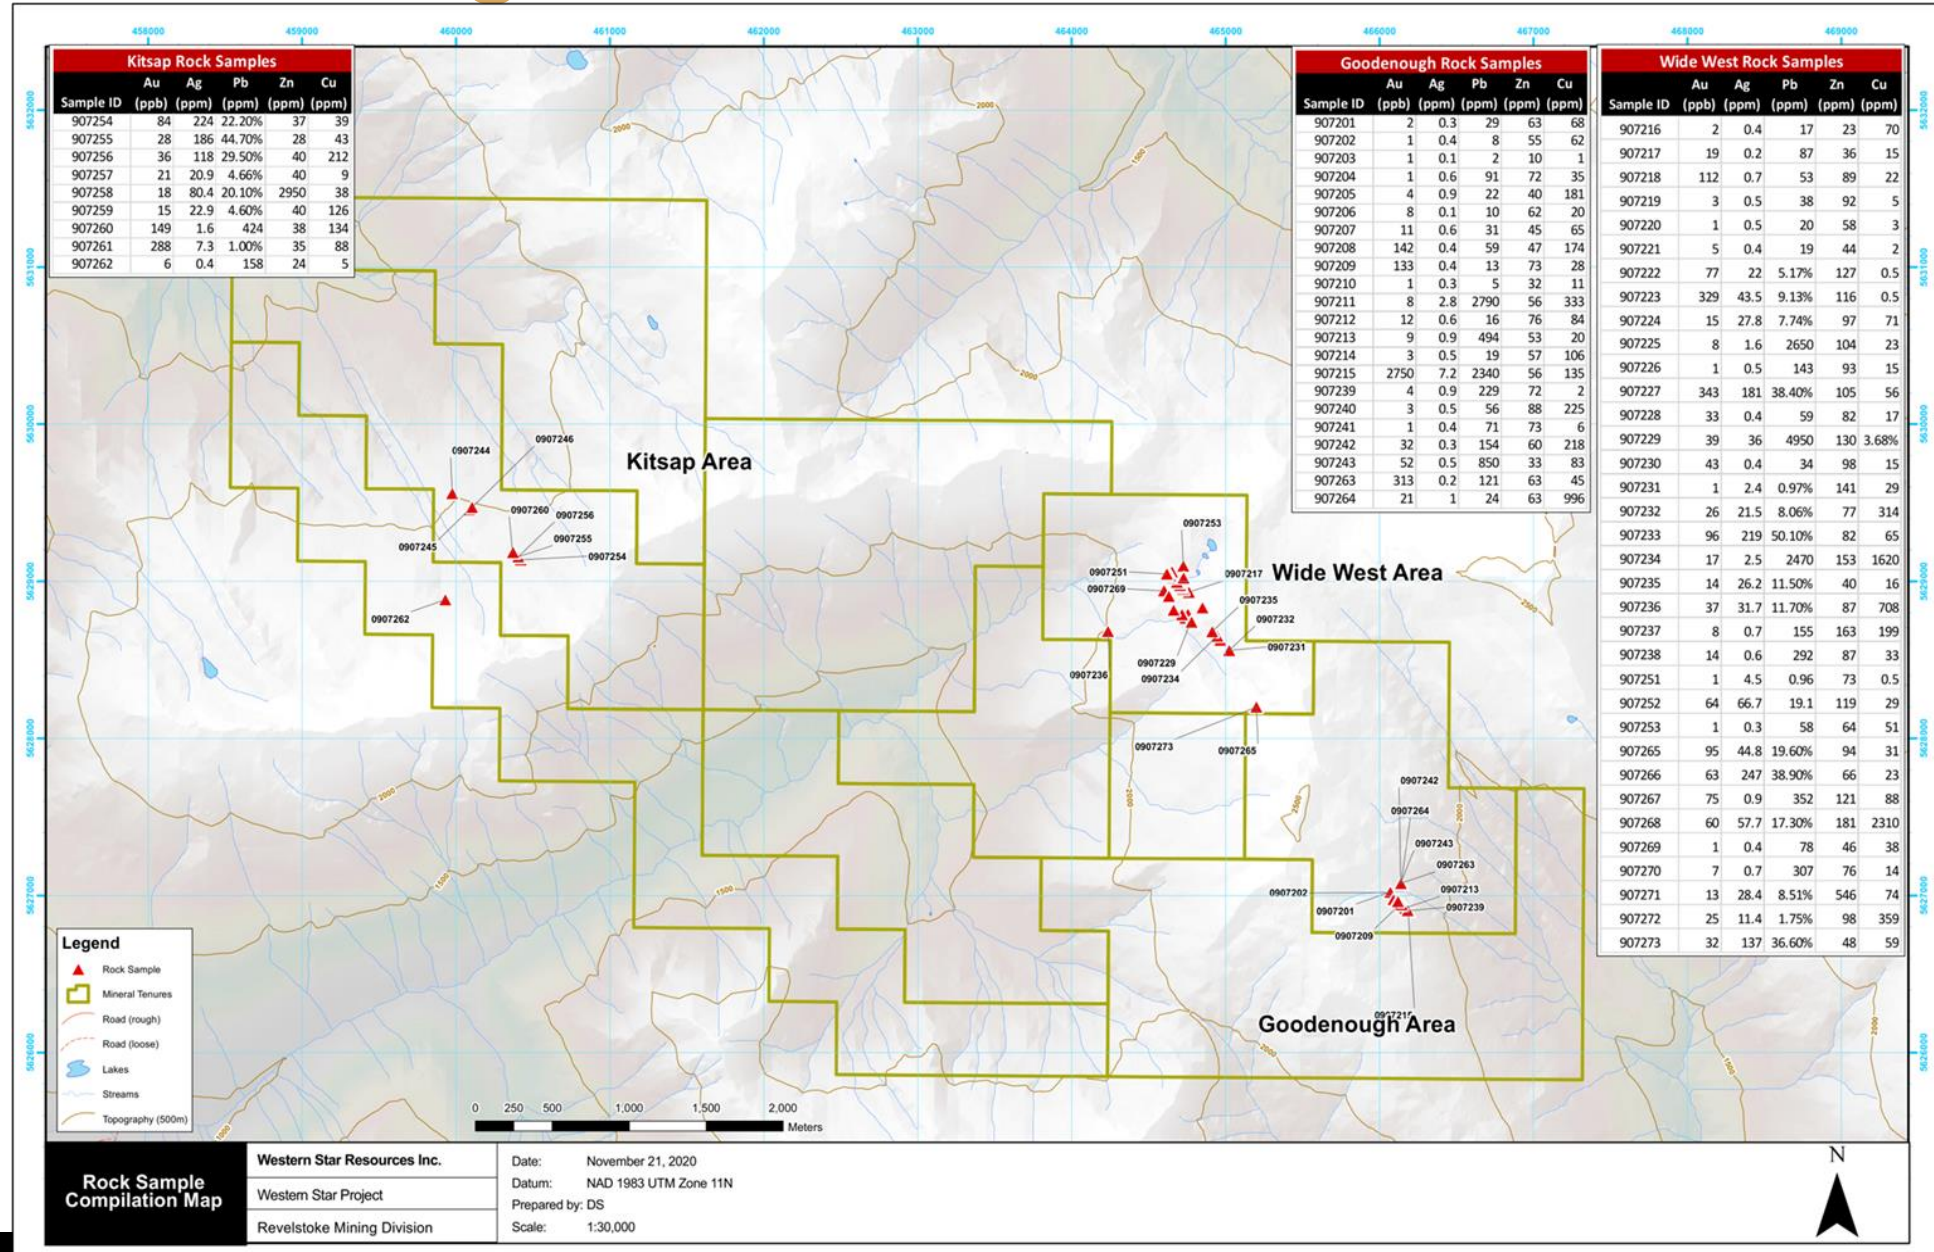 458000 459000 460000 461000 462000 463000 464000 465000 466000 467000 468000 469000
5632000
5631000
5630000
5629000
5628000
5627000
5626000
5632000
5631000
5630000
5629000
5628000
5627000
5626000
Kitsap Rock Samples
Au Ag Pb Zn Cu
Sample ID (ppb) (ppm) (ppm) (ppm) (ppm)
907254 84 224 22.20% 37 39
907255 28 186 44.70% 28 43
907256 36 118 29.50% 40 212
907257 21 20.9 4.66% 40 9
907258 18 80.4 20.10% 2950 38
907259 15 22.9 4.60% 40 126
907260 149 1.6 424 38 134
907261 288 7.3 1.00% 35 88
907262 6 0.4 158 24 5
Goodenough Rock Samples
Au Ag Pb Zn Cu
Sample ID (ppb) (ppm) (ppm) (ppm) (ppm)
907201 2 0.3 29 63 68
907202 1 0.4 8 55 62
907203 1 0.1 2 10 1
907204 1 0.6 91 72 35
907205 4 0.9 22 40 181
907206 8 0.1 10 62 20
907207 11 0.6 31 45 65
907208 142 0.4 59 47 174
907209 133 0.4 13 73 28
907210 1 0.3 5 32 11
907211 8 2.8 2790 56 333
907212 12 0.6 16 76 84
907213 9 0.9 494 53 20
907214 3 0.5 19 57 106
907215 2750 7.2 2340 56 135
907239 4 0.9 229 72 2
907240 3 0.5 56 88 225
907241 1 0.4 71 73 6
907242 32 0.3 154 60 218
907243 52 0.5 850 33 83
907263 313 0.2 121 63 45
907264 21 1 24 63 996
Wide West Rock Samples
Au Ag Pb Zn Cu
Sample ID (ppb) (ppm) (ppm) (ppm) (ppm)
907216 2 0.4 17 23 70
907217 19 0.2 87 36 15
907218 112 0.7 53 89 22
907219 3 0.5 38 92 5
907220 1 0.5 20 58 3
907221 5 0.4 19 44 2
907222 77 22 5.17% 127 0.5
907223 329 43.5 9.13% 116 0.5
907224 15 27.8 7.74% 97 71
907225 8 1.6 2650 104 23
907226 1 0.5 143 93 15
907227 343 181 38.40% 105 56
907228 33 0.4 59 82 17
907229 39 36 4950 130 3.68%
907230 43 0.4 34 98 15
907231 1 2.4 0.97% 141 29
907232 26 21.5 8.06% 77 314
907233 96 219 50.10% 82 65
907234 17 2.5 2470 153 1620
907235 14 26.2 11.50% 40 16
907236 37 31.7 11.70% 87 708
907237 8 0.7 155 163 199
907238 14 0.6 292 87 33
907251 1 4.5 0.96 73 0.5
907252 64 66.7 19.1 119 29
907253 1 0.3 58 64 51
907265 95 44.8 19.60% 94 31
907266 63 247 38.90% 66 23
907267 75 0.9 352 121 88
907268 60 57.7 17.30% 181 2310
907269 1 0.4 78 46 38
907270 7 0.7 307 76 14
907271 13 28.4 8.51% 546 74
907272 25 11.4 1.75% 98 359
907273 32 137 36.60% 48 59
2000
2000
1500
2000
0907246
0907244
Kitsap Area
0907260
0907256
0907255
0907245
0907254
0907262
0907253
0907251
0907217
Wide West Area
0907269
0907235
0907232
0907231
0907229
0907236
0907234
0907273
0907265
2500
2000
2000
2500
2000
0907242
0907264
0907243
0907263
0907202
0907213
0907201
0907239
0907209
1500
1500
Goodenough Area
2000
2000
1500
1000
Legend
Rock Sample
Mineral Tenures
Road (rough)
Road (loose)
Lakes
Streams
Topography (500m)
0 250 500 1,000 1,500 2,000
Meters
Rock Sample
Compilation Map
Western Star Resources Inc.
Western Star Project
Revelstoke Mining Division
Date: November 21, 2020
Datum: NAD 1983 UTM Zone 11N
Prepared by: DS
Scale: 1:30,000
N